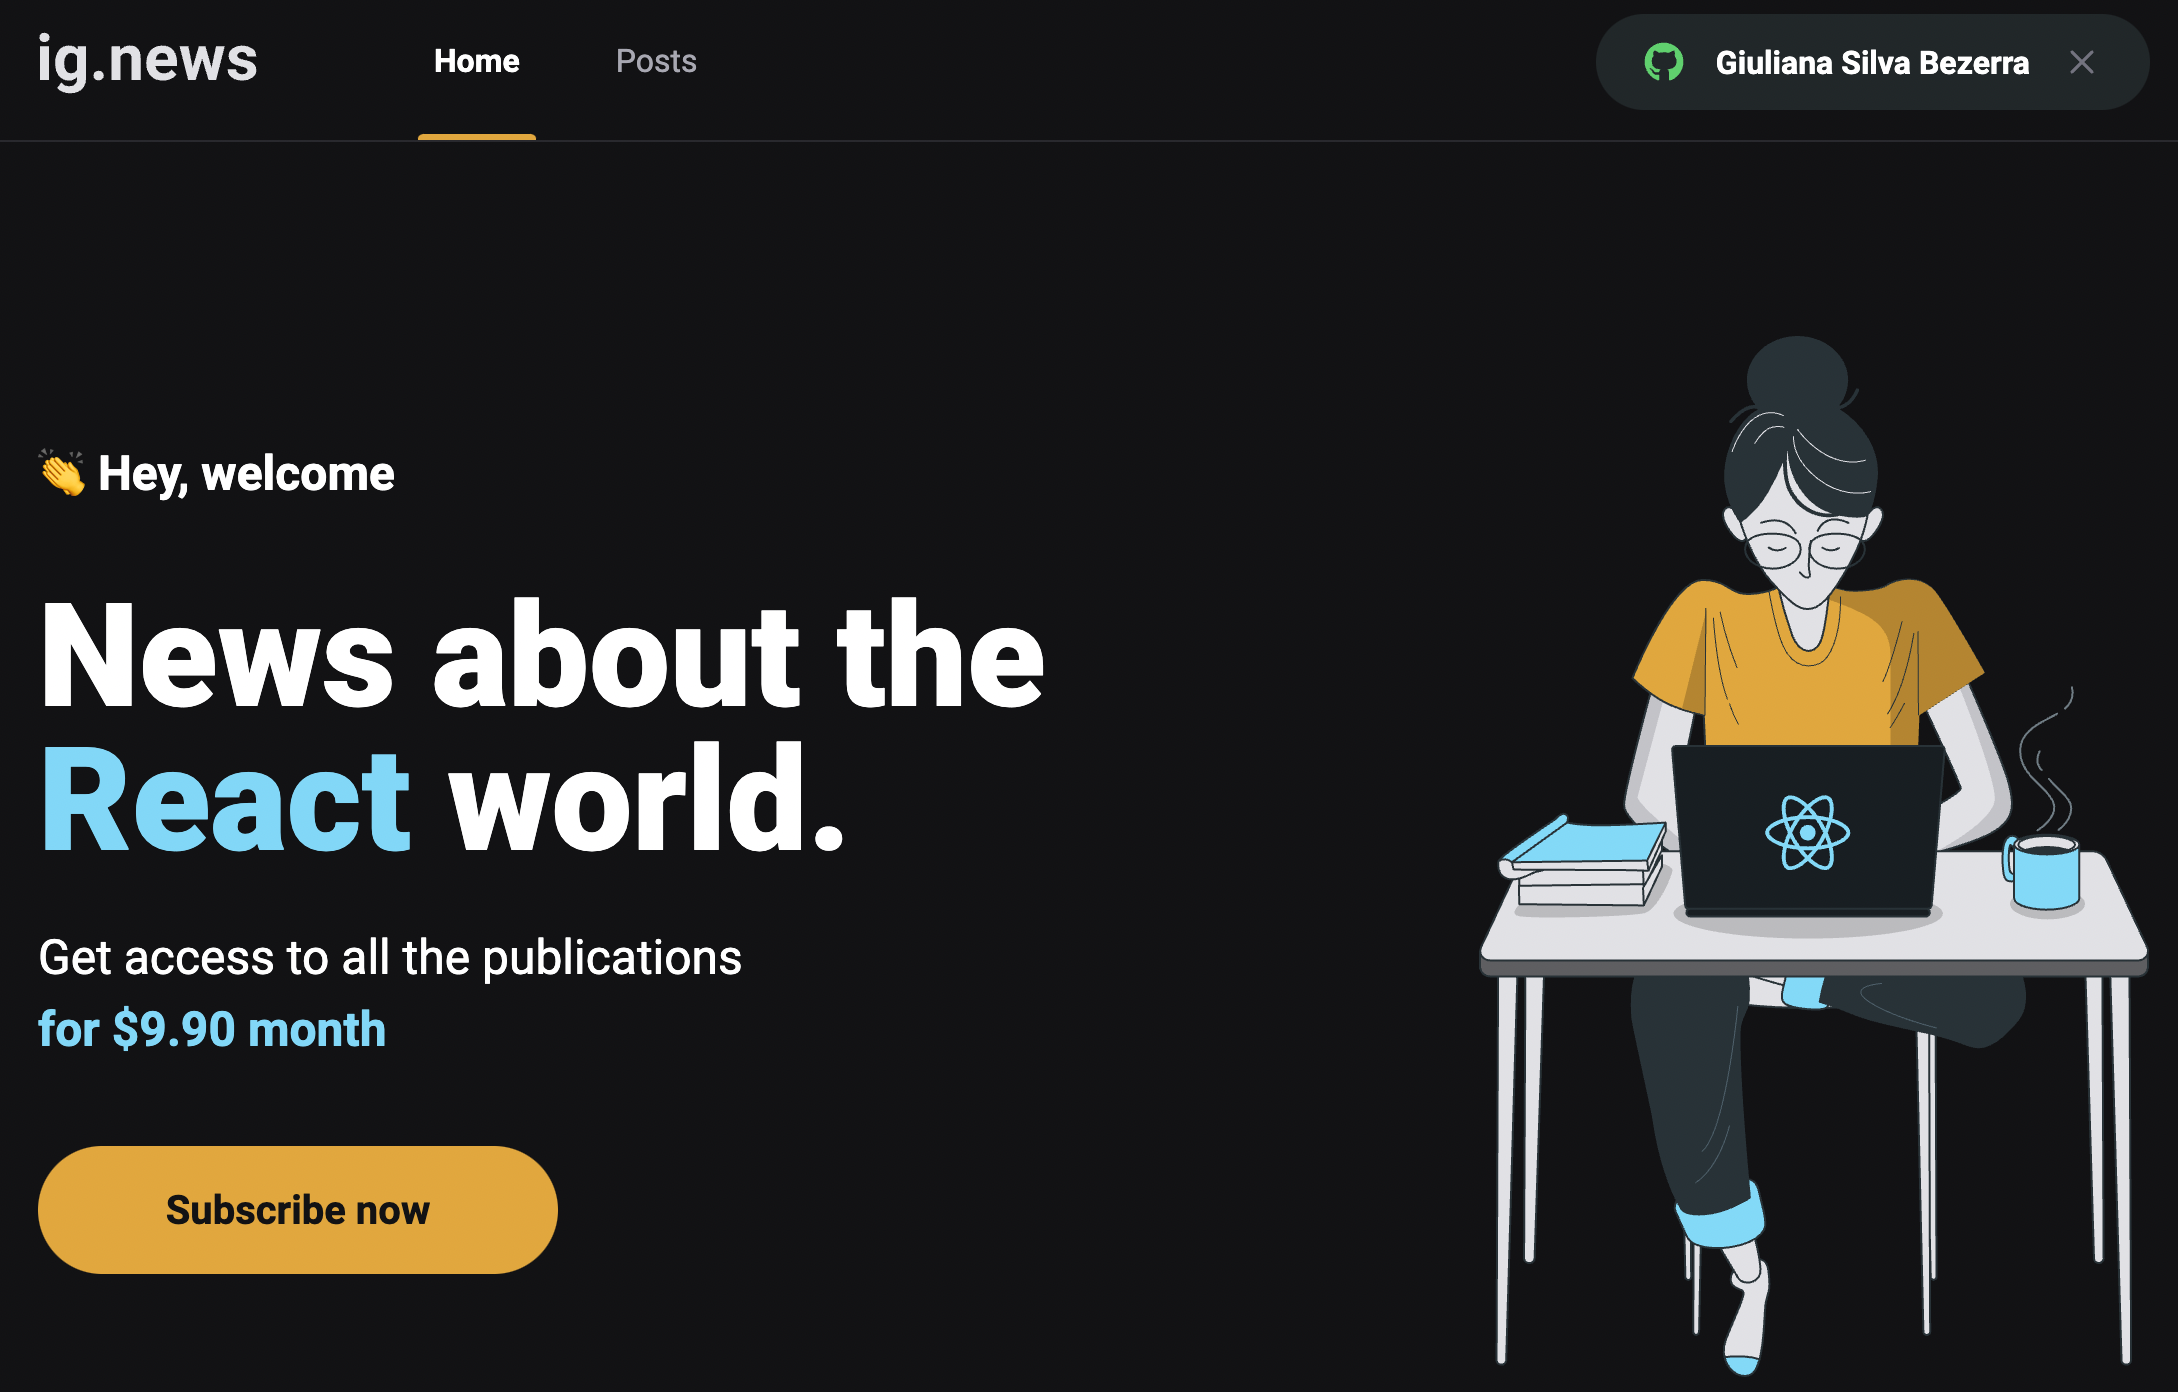 ig.news
Home
Posts
Giuliana Silva Bezerra
👏 Hey, welcome
News about the
React world.
Get access to all the publications
for $9.90 month
Subscribe now